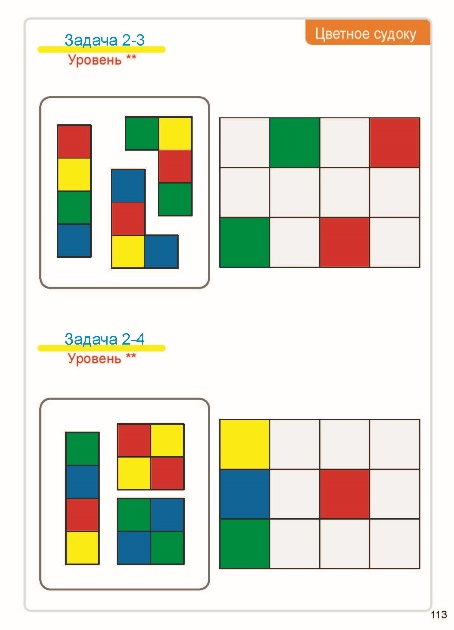 Цветное судоку
Задача 2-3
Уровень **
Задача 2-4
Уровень **
113